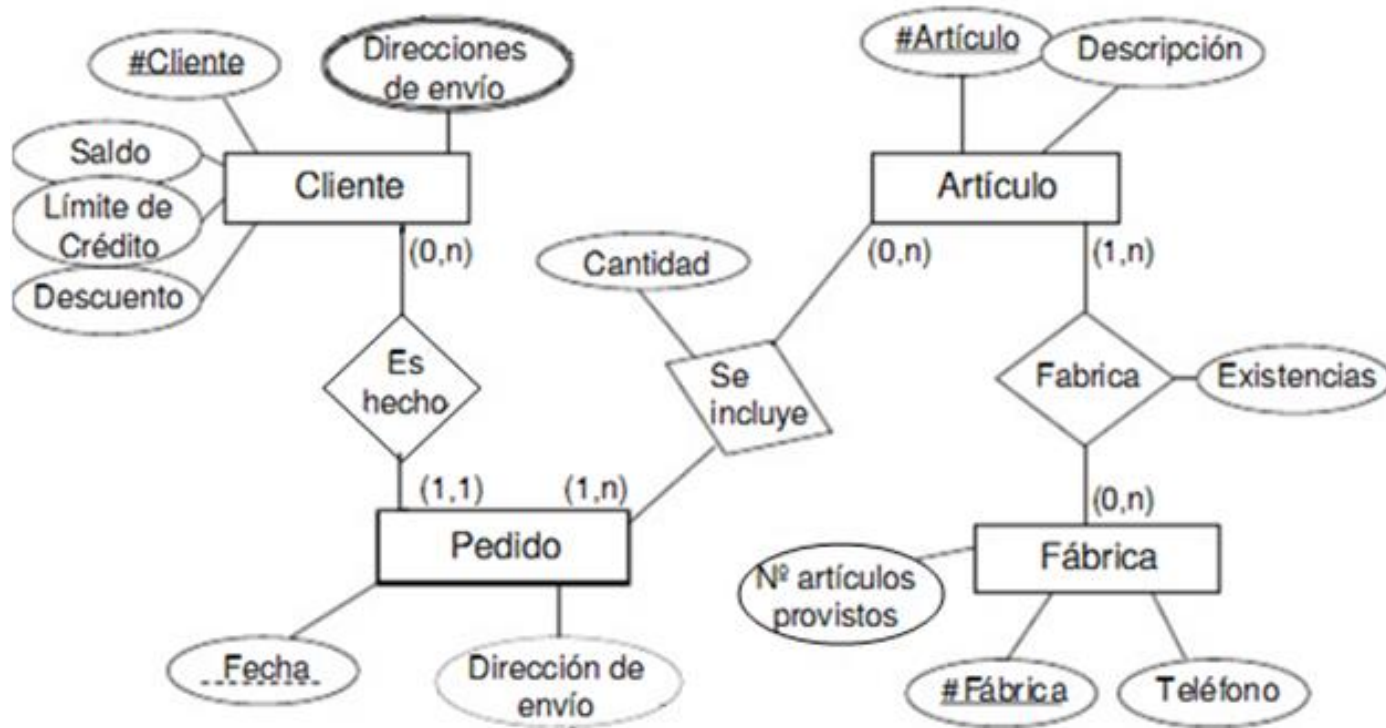 #Cliente
Direcciones
de envío
#Artículo
Descripción
Saldo
Límite de
Crédito
Descuento
Cliente
Artículo
(0,n)
Cantidad
(0,n)
(1,n)
Es
hecho
Se
incluye
Fabrica
Existencias
(1,1)
(1,n)
(0,n)
Pedido
Fábrica
Nº artículos
provistos
Fecha
Dirección de
envío
#Fábrica
Teléfono